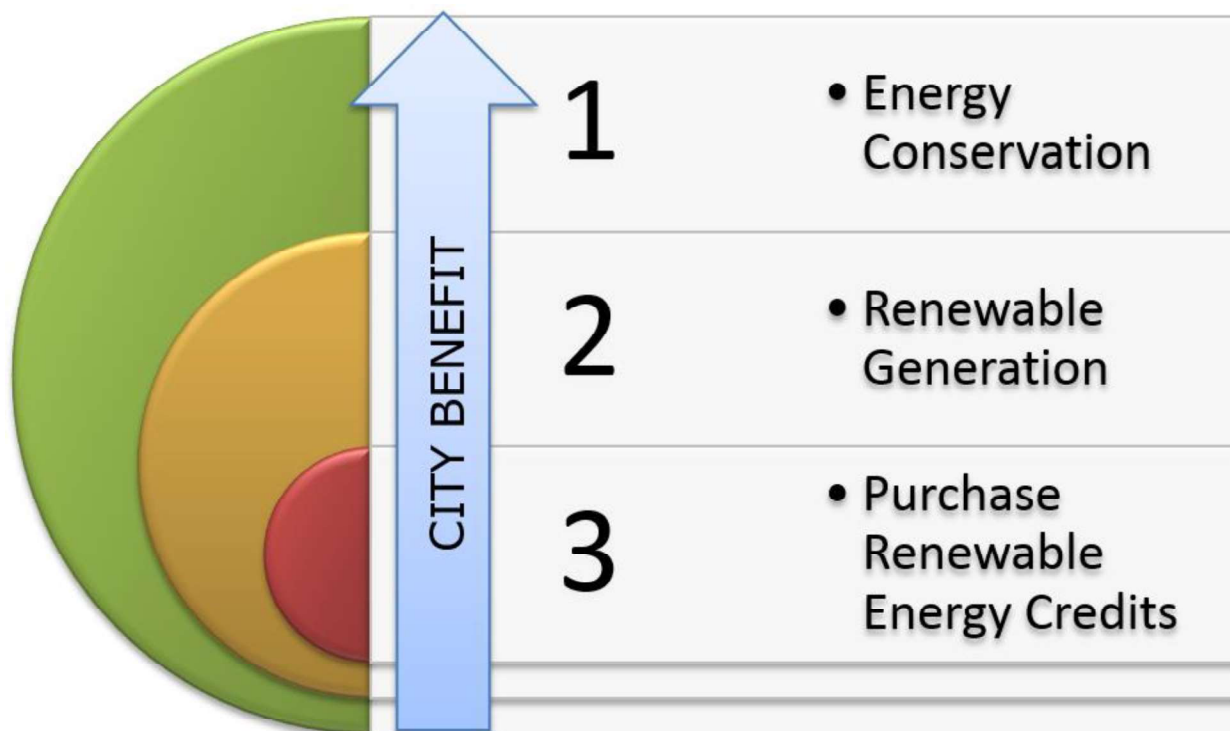 CITY BENEFIT
1
• Energy
Conservation
2
• Renewable
Generation
3
• Purchase
Renewable
Energy Credits